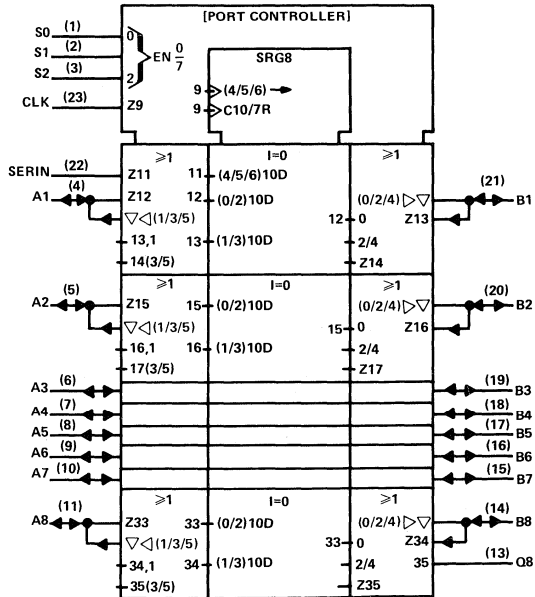 [PORT CONTROLLER]
S0 (1) 0
S1 (2) EN 0/7
S2 (3) 2
CLK (23) Z9
SRG8
9 (4/5/6)
9 C10/7R
≥1 I=0 ≥1
SERIN (22) Z11 11 (4/5/6)10D
A1 (4) Z12 12 (0/2)10D (0/2/4) ▷▽ (21) B1
▽◁(1/3/5) 12 0 Z13
13,1 13 (1/3)10D 2/4
14(3/5) Z14
≥1 I=0 ≥1
A2 (5) Z15 15 (0/2)10D (0/2/4) ▷▽ (20) B2
▽◁(1/3/5) 15 0 Z16
16,1 16 (1/3)10D 2/4
17(3/5) Z17
A3 (6) (19) B3
A4 (7) (18) B4
A5 (8) (17) B5
A6 (9) (16) B6
A7 (10) (15) B7
≥1 I=0 ≥1
A8 (11) Z33 33 (0/2)10D (0/2/4) ▷▽ (14) B8
▽◁(1/3/5) 33 0 Z34
34,1 34 (1/3)10D 2/4 35 (13) Q8
35(3/5) Z35